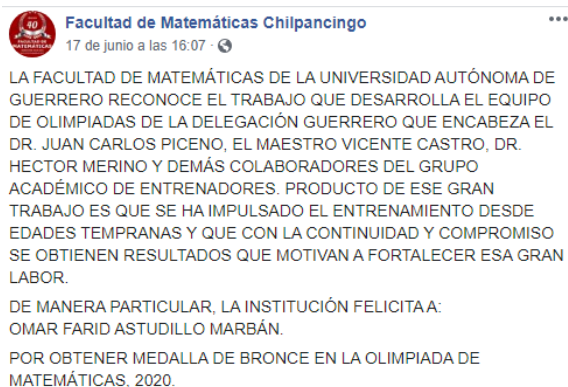 40
FACULTAD DE
MATEMÁTICAS
Facultad de Matemáticas Chilpancingo
17 de junio a las 16:07 ·
LA FACULTAD DE MATEMÁTICAS DE LA UNIVERSIDAD AUTÓNOMA DE
GUERRERO RECONOCE EL TRABAJO QUE DESARROLLA EL EQUIPO
DE OLIMPIADAS DE LA DELEGACIÓN GUERRERO QUE ENCABEZA EL
DR. JUAN CARLOS PICENO, EL MAESTRO VICENTE CASTRO, DR.
HECTOR MERINO Y DEMÁS COLABORADORES DEL GRUPO
ACADÉMICO DE ENTRENADORES. PRODUCTO DE ESE GRAN
TRABAJO ES QUE SE HA IMPULSADO EL ENTRENAMIENTO DESDE
EDADES TEMPRANAS Y QUE CON LA CONTINUIDAD Y COMPROMISO
SE OBTIENEN RESULTADOS QUE MOTIVAN A FORTALECER ESA GRAN
LABOR.
DE MANERA PARTICULAR, LA INSTITUCIÓN FELICITA A:
OMAR FARID ASTUDILLO MARBÁN.
POR OBTENER MEDALLA DE BRONCE EN LA OLIMPIADA DE
MATEMÁTICAS, 2020.